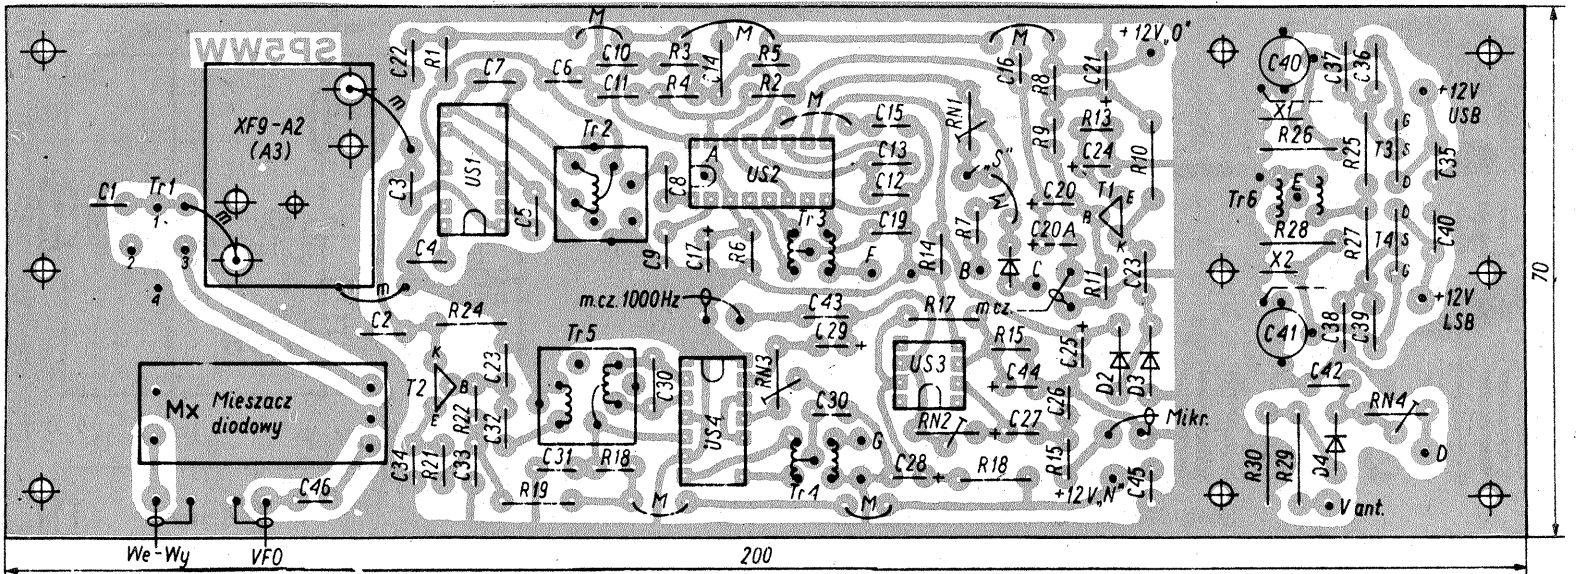 SP5WW
C22
R1
C7
C6
M
C10
C11
R3
R4
C14
M
R5
R2
M
C16
R8
C21
+12V„O"
C40
C37
C36
+12V
USB
XF9-A2
(A3)
m
US1
Tr2
M
C15
RN1
R9
R13
C24
R10
X1
R26
R25
G
T3
S
D
C35
C1
Tr1
1
m
C3
C5
C8
A
US2
C13
C12
„S"
M
C20
T1
E
B
K
Tr6
E
2
3
C4
C9
C17
R6
Tr3
C19
F
R14
R7
B
C20A
C
R11
C23
R28
X2
R27
D
T4
S
G
C40
4
m
m.cz.1000Hz
C43
R17
m.cz.
C41
C38
C39
+12V
LSB
70
C2
R24
Tr5
C29
R15
C25
K
T2
B
E
C23
C30
RN3
US3
C44
D2
D3
C42
Mx
Mieszacz
diodowy
R22
C32
US4
C30
RN2
C27
C26
Mikr.
RN4
C34
R21
C33
C31
R18
Tr4
G
C28
R18
R15
C45
R30
R29
D4
D
C46
R19
M
M
+12V„N"
V ant.
We-Wy
VFO
200